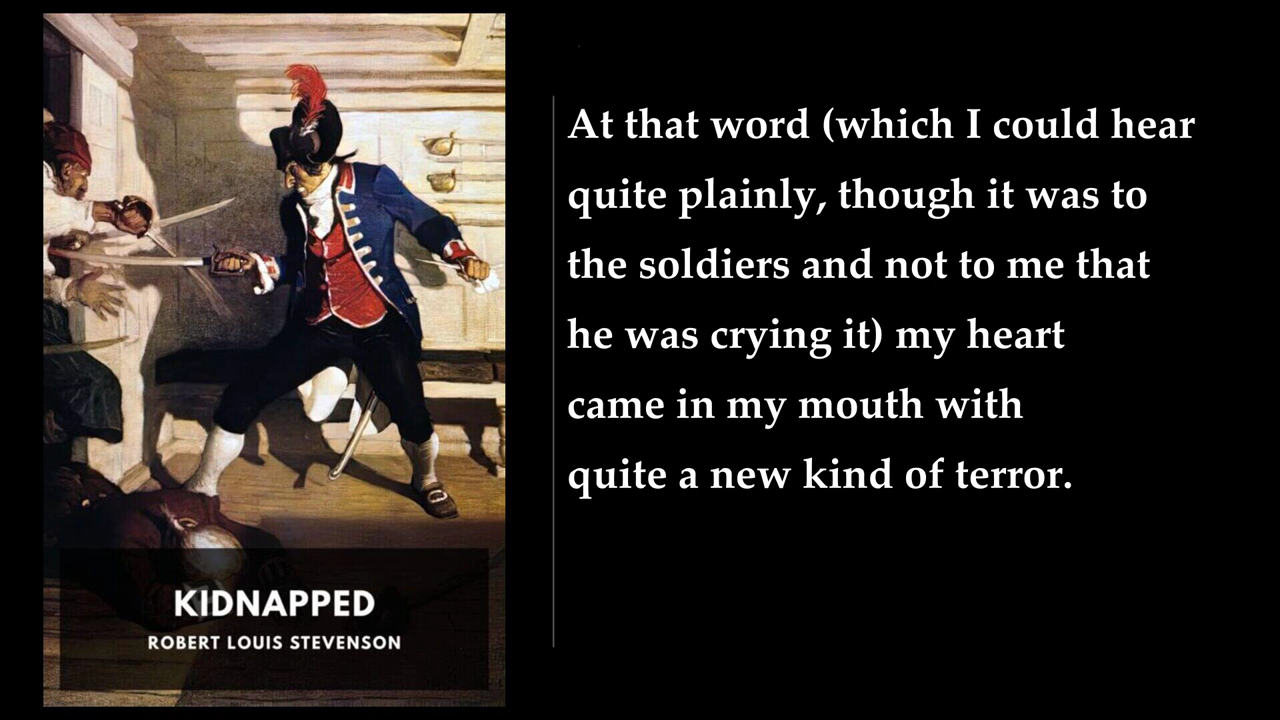 At that word (which I could hear
quite plainly, though it was to
the soldiers and not to me that
he was crying it) my heart
came in my mouth with
quite a new kind of terror.
KIDNAPPED
ROBERT LOUIS STEVENSON